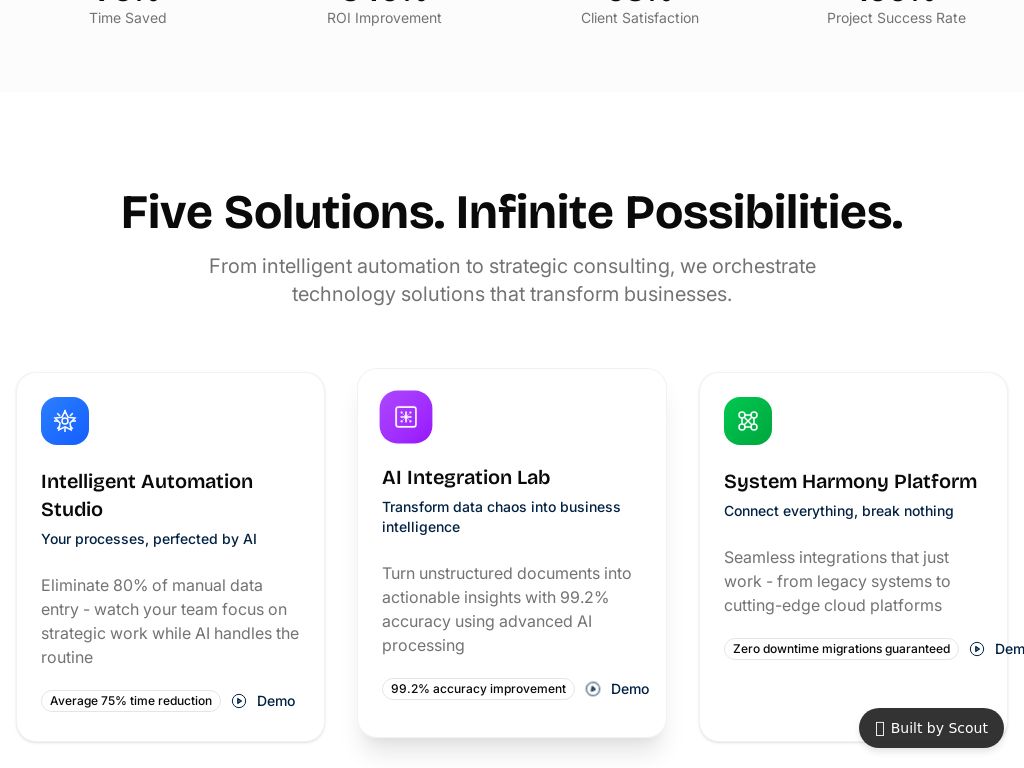 Time Saved
ROI Improvement
Client Satisfaction
Project Success Rate
Five Solutions. Infinite Possibilities.
From intelligent automation to strategic consulting, we orchestrate
technology solutions that transform businesses.
Intelligent Automation
Studio
Your processes, perfected by AI
Eliminate 80% of manual data
entry - watch your team focus on
strategic work while AI handles the
routine
Average 75% time reduction
Demo
AI Integration Lab
Transform data chaos into business
intelligence
Turn unstructured documents into
actionable insights with 99.2%
accuracy using advanced AI
processing
99.2% accuracy improvement
Demo
System Harmony Platform
Connect everything, break nothing
Seamless integrations that just
work - from legacy systems to
cutting-edge cloud platforms
Zero downtime migrations guaranteed
Dem
Built by Scout